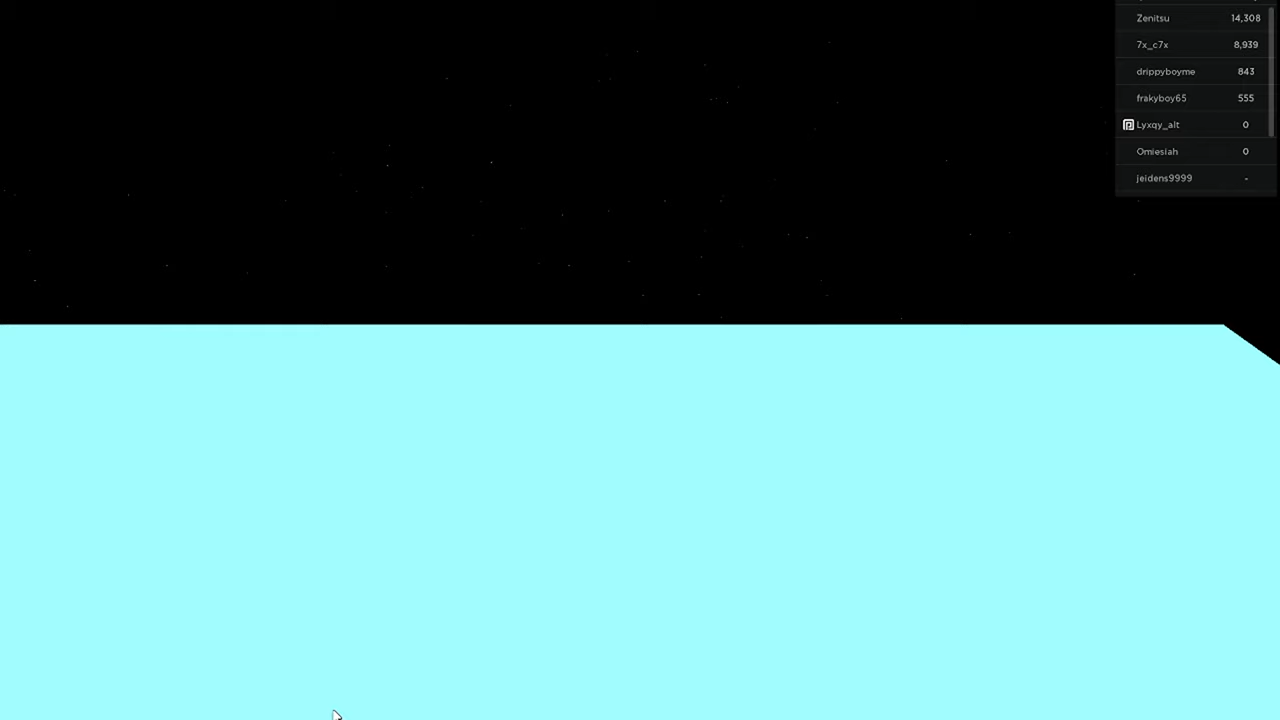 Zenitsu 14,308
7x_c7x 8,939
drippyboyme 843
frakyboy65 555
Lyxqy_alt 0
Omiesiah 0
jeidens9999 -